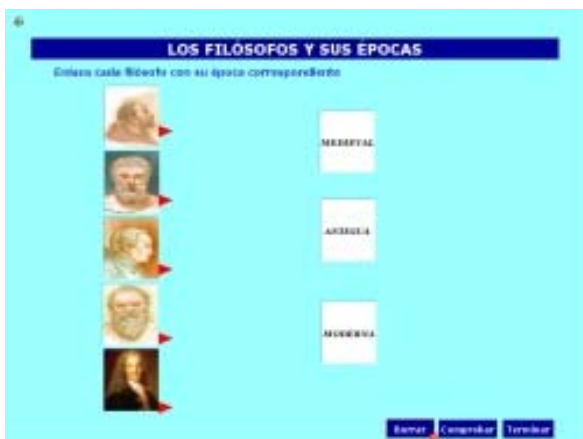 LOS FILÓSOFOS Y SUS ÉPOCAS
Enlaza cada filósofo con su época correspondiente
MEDIEVAL
ANTIGUA
MODERNA
Borrar Comprobar Terminar